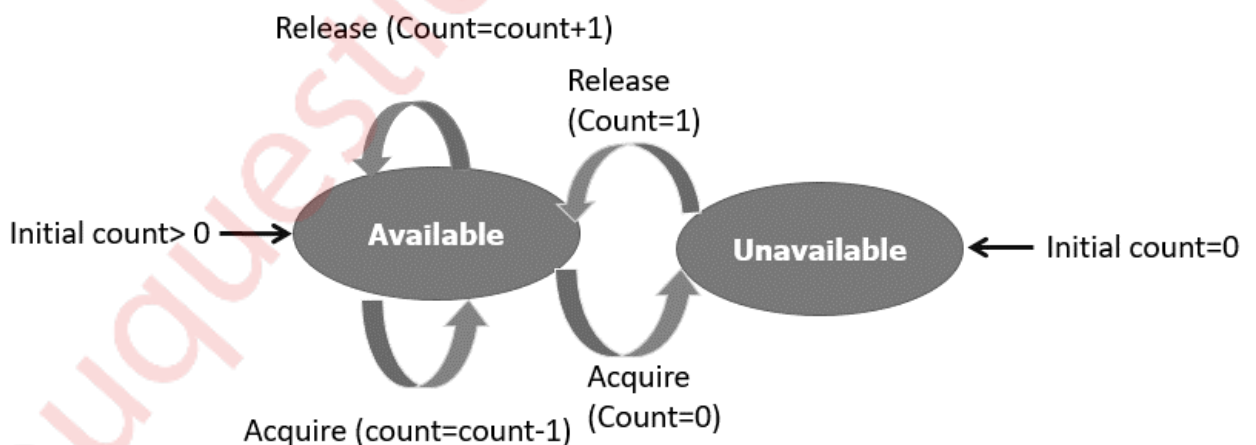 Release (Count=count+1)
Release
(Count=1)
Initial count> 0
Available
Unavailable
Initial count=0
Acquire
(Count=0)
Acquire (count=count-1)
uquestio